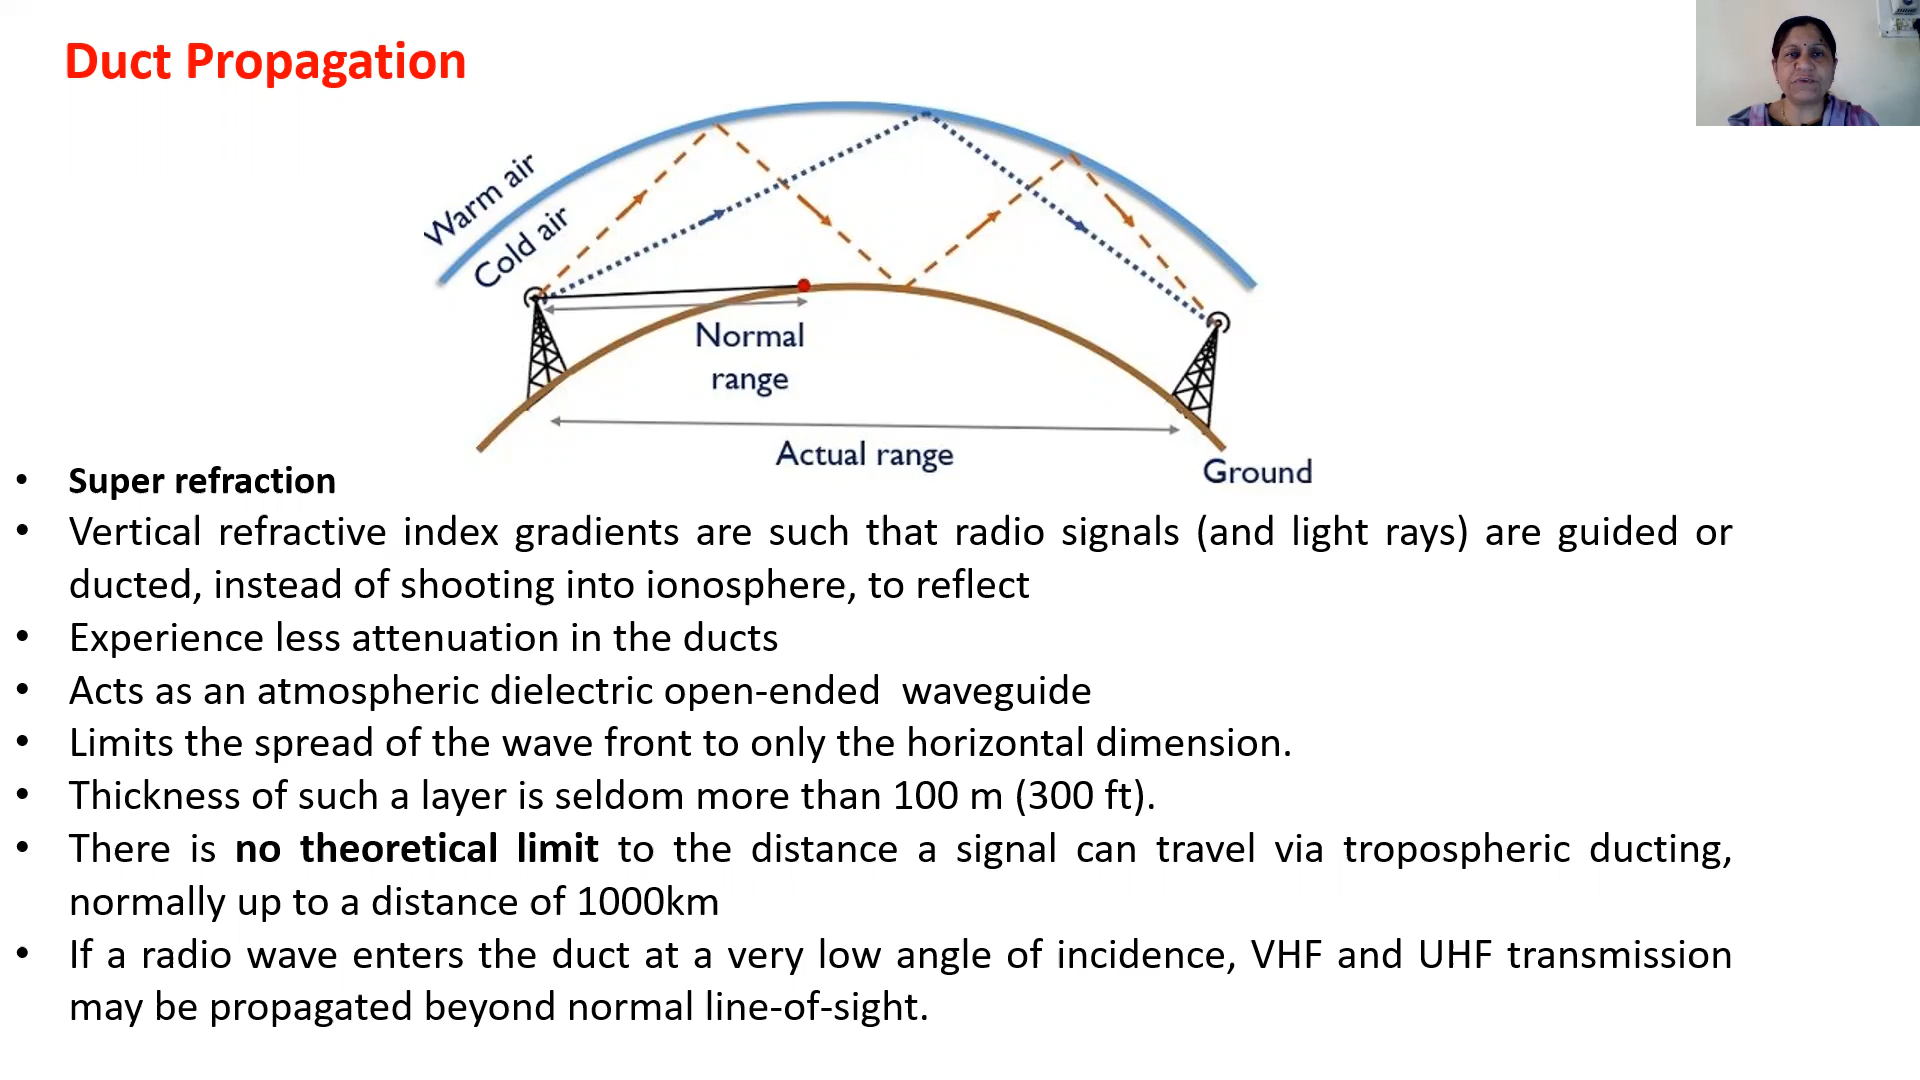 Duct Propagation
Warm air
Cold air
Normal
range
Actual range
Ground
• Super refraction
• Vertical refractive index gradients are such that radio signals (and light rays) are guided or
ducted, instead of shooting into ionosphere, to reflect
• Experience less attenuation in the ducts
• Acts as an atmospheric dielectric open-ended  waveguide
• Limits the spread of the wave front to only the horizontal dimension.
• Thickness of such a layer is seldom more than 100 m (300 ft).
• There is no theoretical limit to the distance a signal can travel via tropospheric ducting,
normally up to a distance of 1000km
• If a radio wave enters the duct at a very low angle of incidence, VHF and UHF transmission
may be propagated beyond normal line-of-sight.